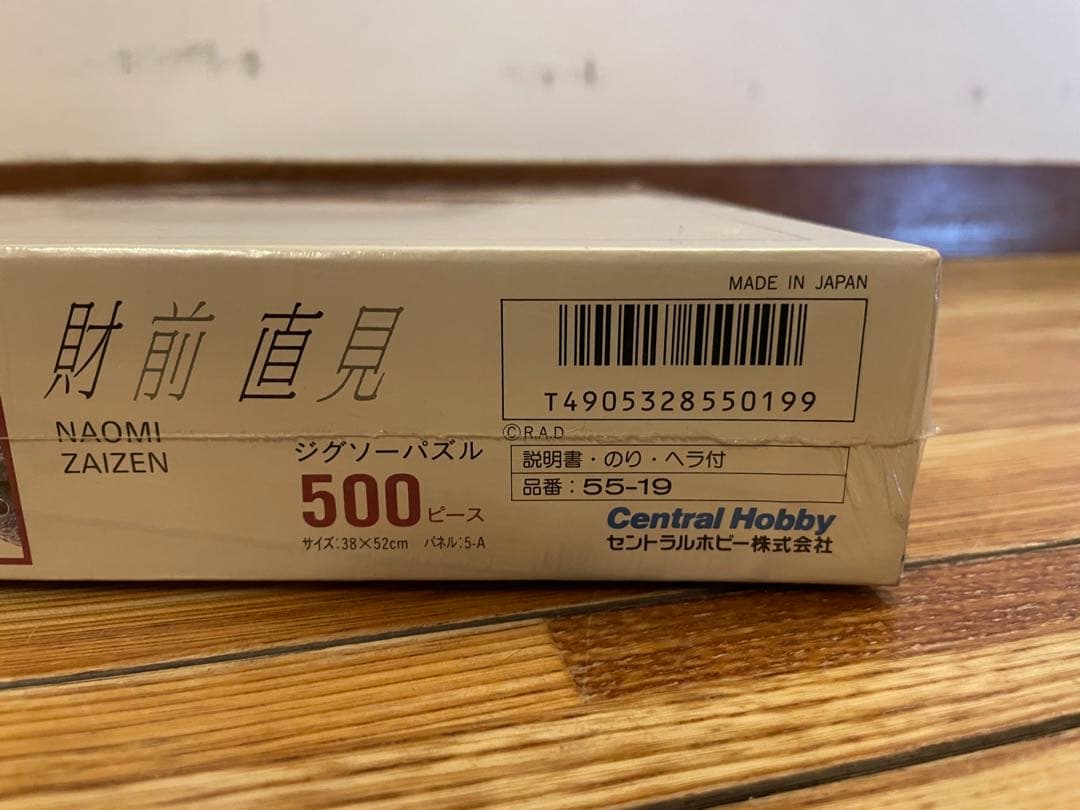 財前 直見
NAOMI
ZAIZEN
ジグソーパズル
500ピース
サイズ:38×52cm パネル:5-A
MADE IN JAPAN
T4905328550199
©R.A.D
説明書・のり・ヘラ付
品番:55-19
Central Hobby
セントラルホビー株式会社